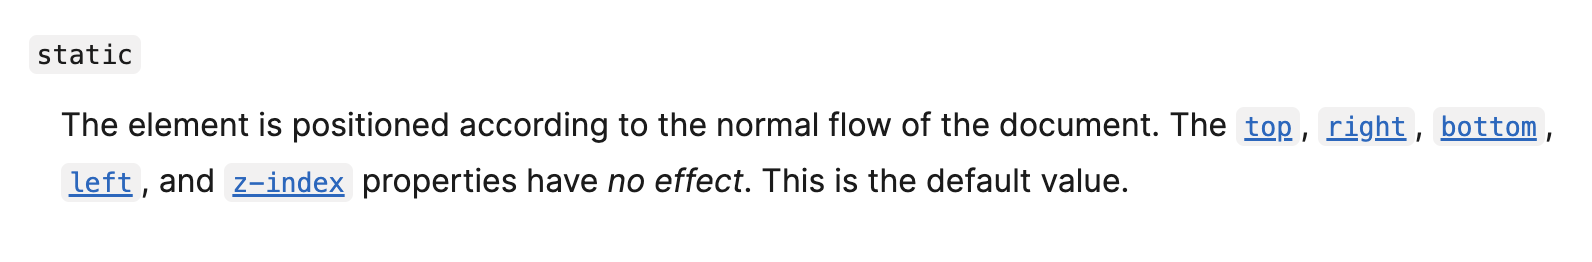 static
The element is positioned according to the normal flow of the document. The top, right, bottom,
left, and z-index properties have no effect. This is the default value.